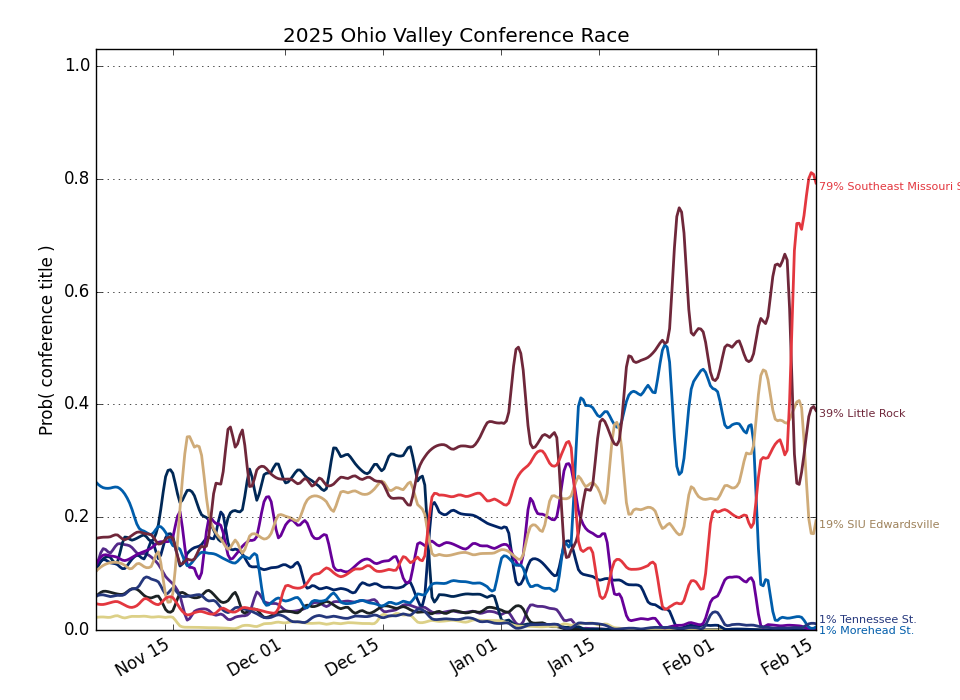 2025 Ohio Valley Conference Race
Prob( conference title )
1.0
0.8
0.6
0.4
0.2
0.0
79% Southeast Missouri S
39% Little Rock
19% SIU Edwardsville
1% Tennessee St.
1% Morehead St.
Nov 15
Dec 01
Dec 15
Jan 01
Jan 15
Feb 01
Feb 15